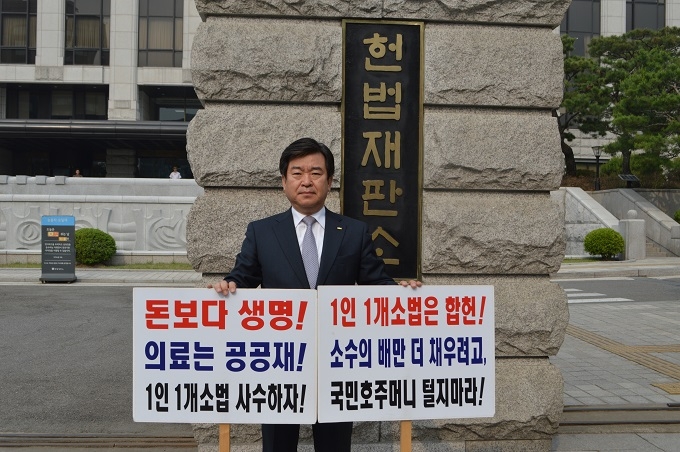 헌법재판소
돈보다 생명!
의료는 공공재!
1인 1개소법 사수하자!
1인 1개소법은 합헌!
소수의 배만 더 채우려고,
국민호주머니 털지마라!